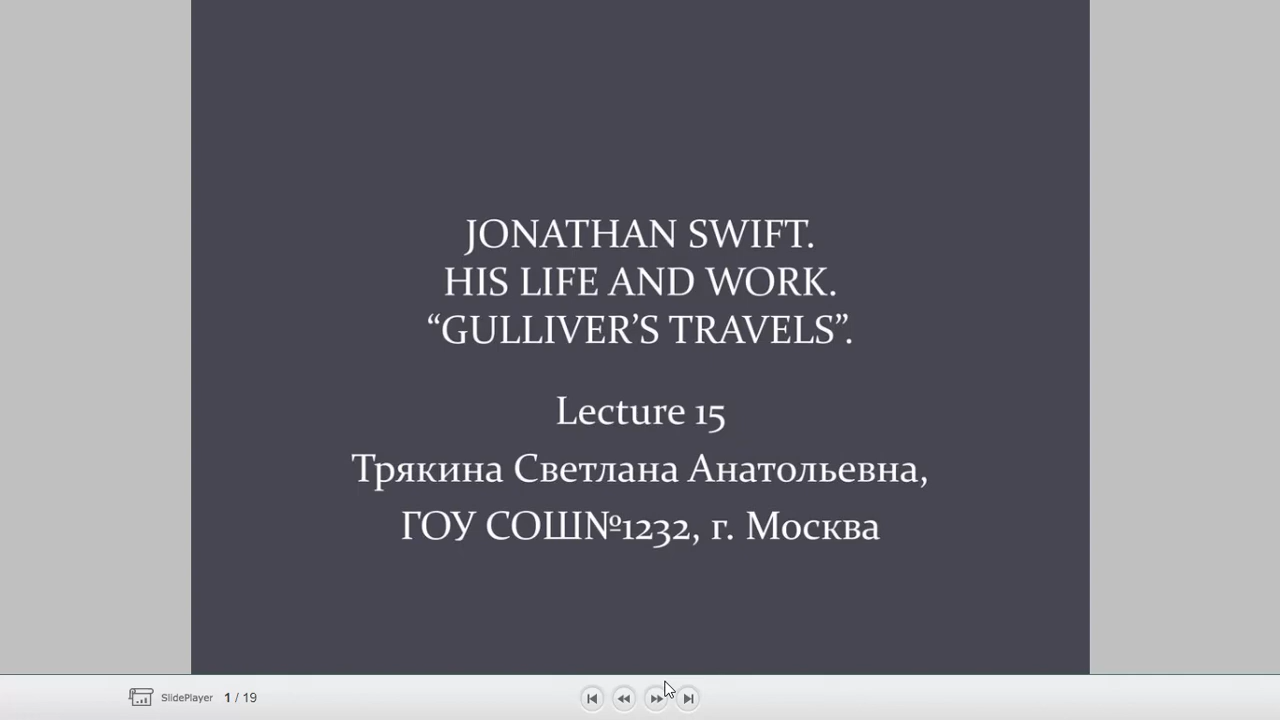 JONATHAN SWIFT.
HIS LIFE AND WORK.
“GULLIVER’S TRAVELS”.
Lecture 15
Трякина Светлана Анатольевна,
ГОУ СОШ№1232, г. Москва
SlidePlayer 1 / 19